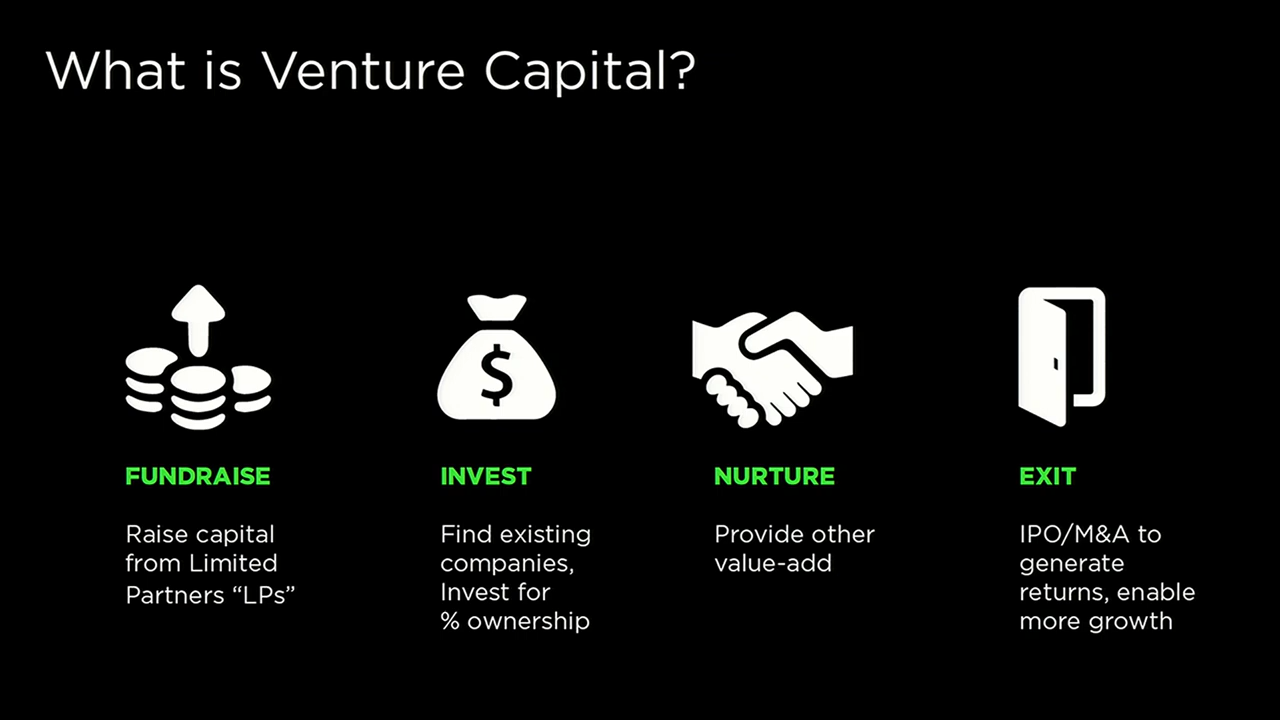 What is Venture Capital?
$
FUNDRAISE
Raise capital
from Limited
Partners “LPs”
INVEST
Find existing
companies,
Invest for
% ownership
NURTURE
Provide other
value-add
EXIT
IPO/M&A to
generate
returns, enable
more growth